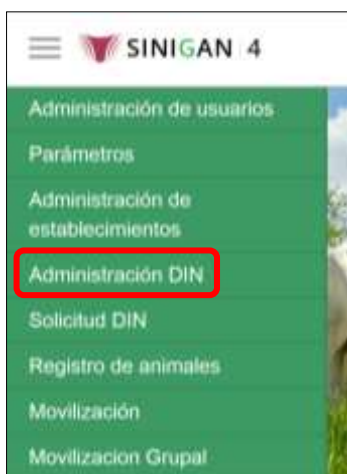 SINIGAN 4
Administración de usuarios
Parámetros
Administración de
establecimientos
Administración DIN
Solicitud DIN
Registro de animales
Movilización
Movilizacion Grupal